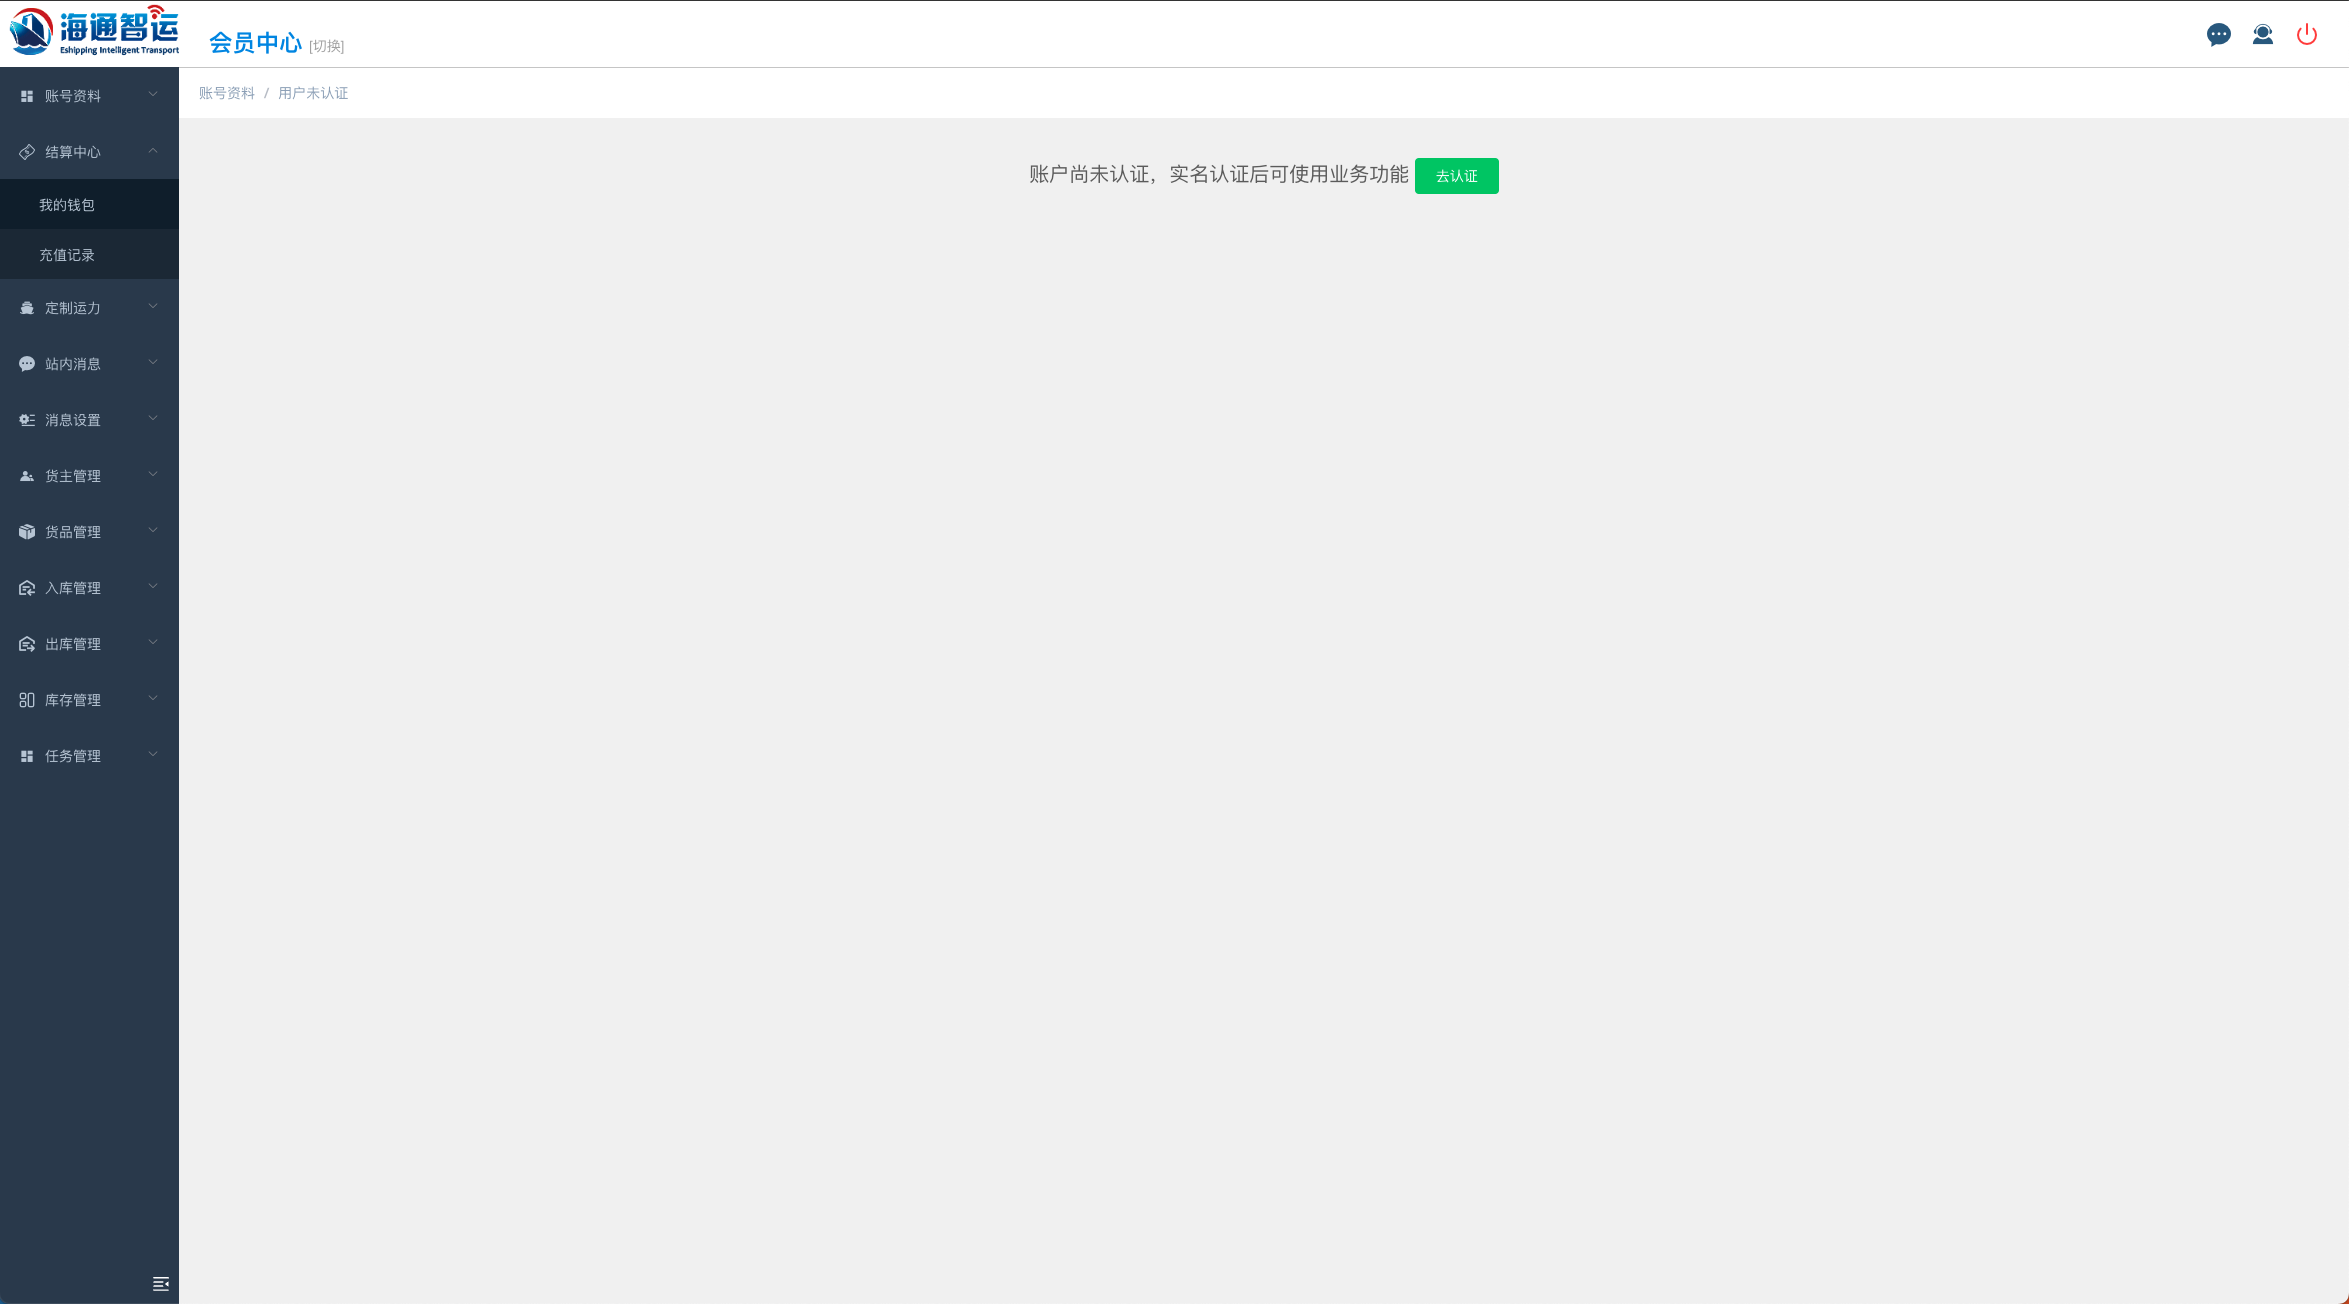 海通智运
Eshipping Intelligent Transport
会员中心 [切换]
账号资料
结算中心
我的钱包
充值记录
定制运力
站内消息
消息设置
货主管理
货品管理
入库管理
出库管理
库存管理
任务管理
账号资料 / 用户未认证
账户尚未认证，实名认证后可使用业务功能 去认证